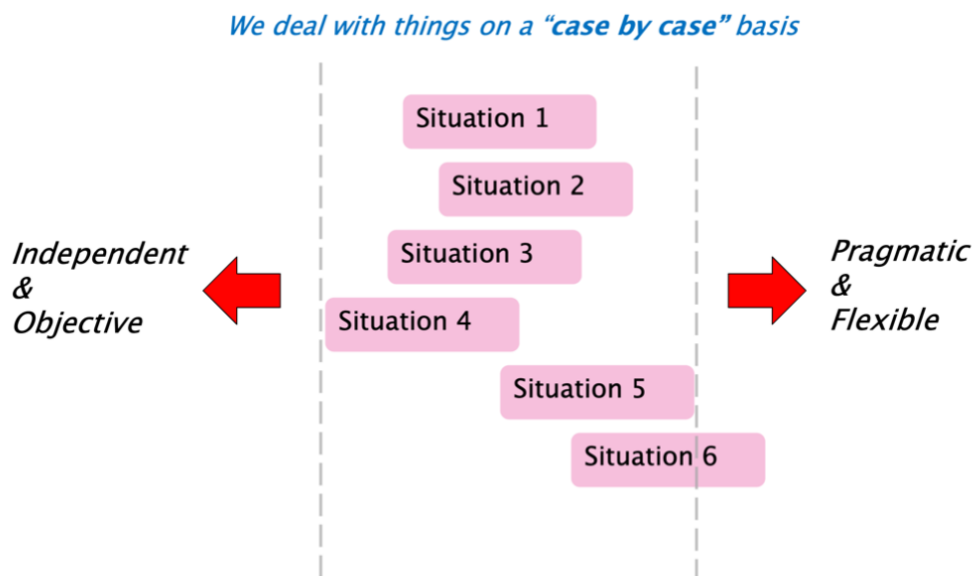 We deal with things on a “case by case” basis
Situation 1
Situation 2
Situation 3
Situation 4
Situation 5
Situation 6
Independent
&
Objective
Pragmatic
&
Flexible